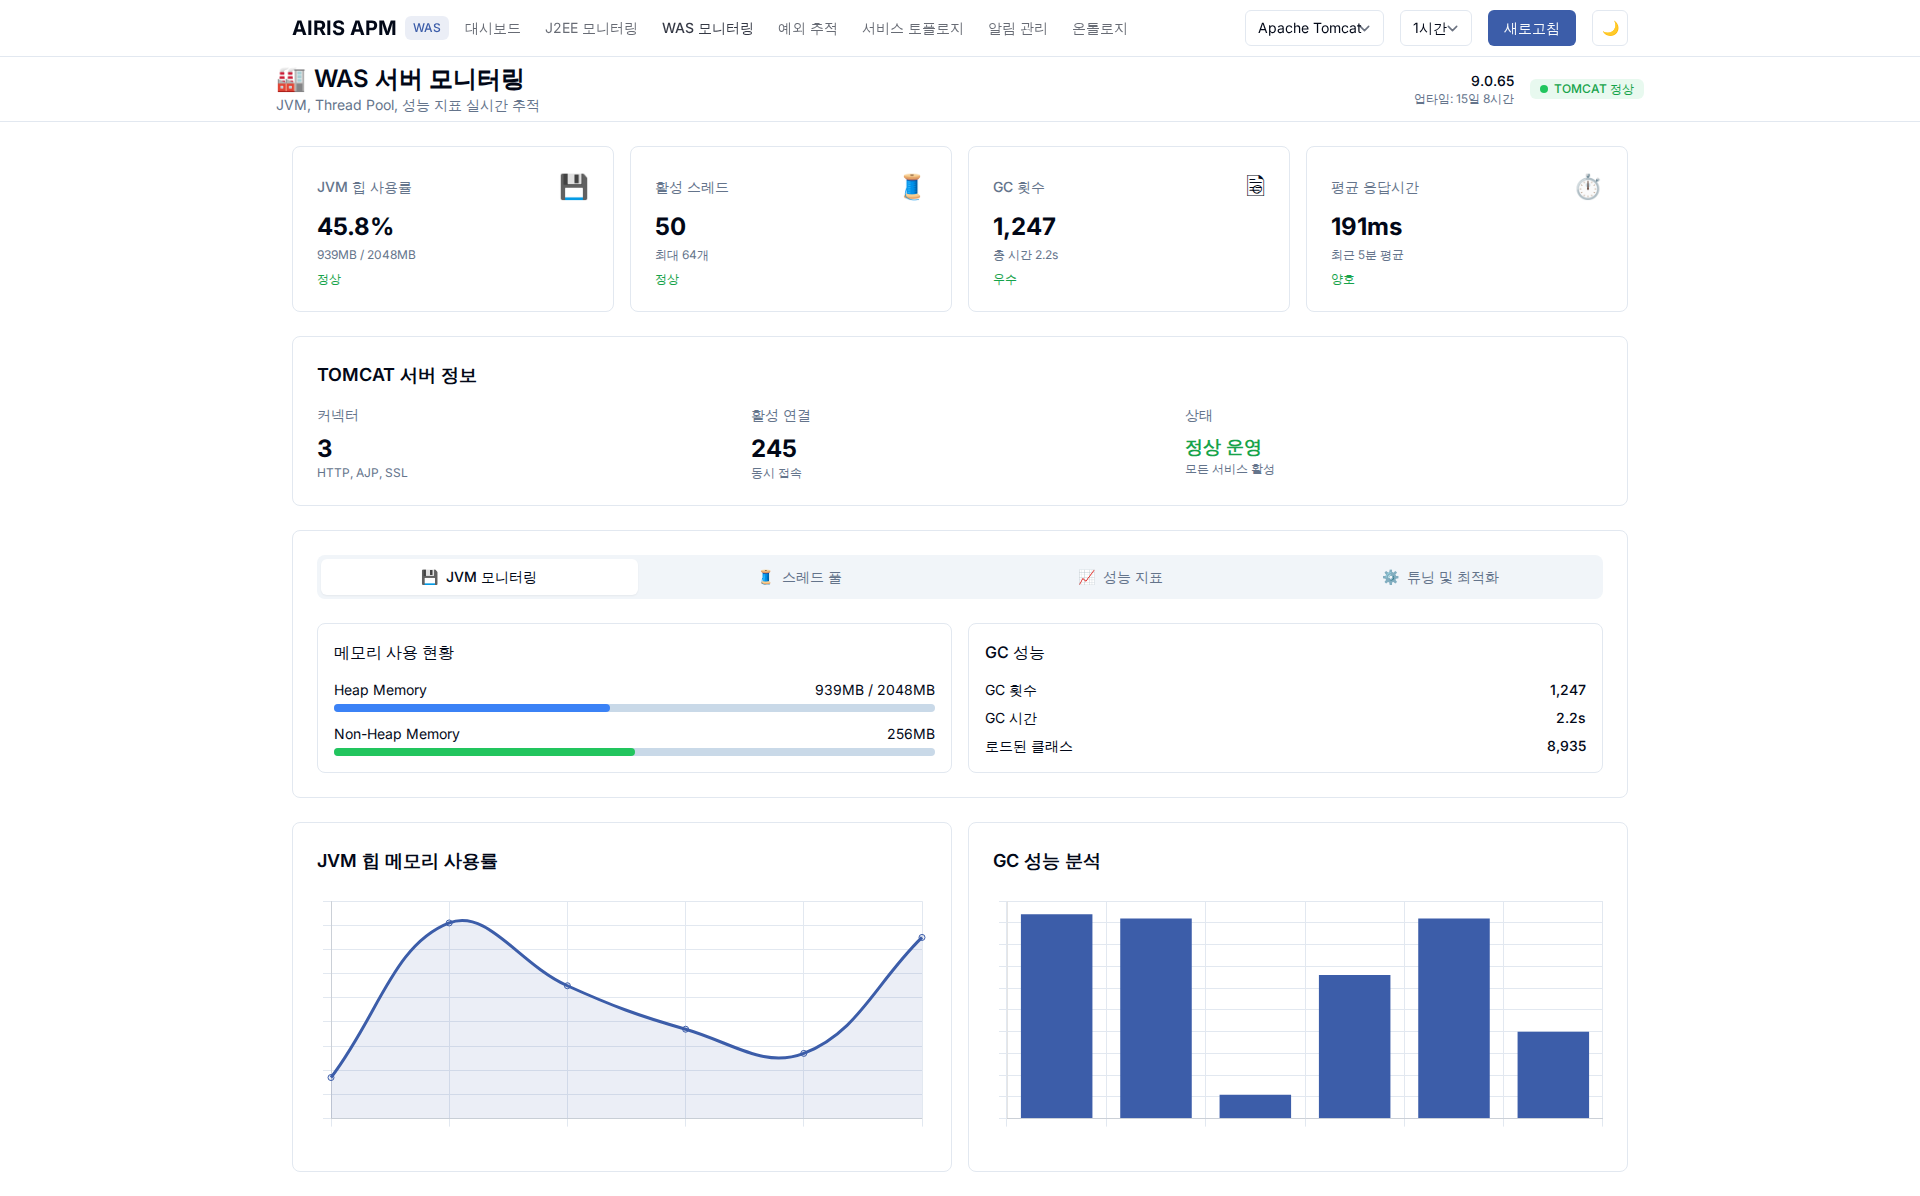 AIRIS APM WAS 대시보드 J2EE 모니터링 WAS 모니터링 예외 추적 서비스 토폴로지 알림 관리 온톨로지 Apache Tomcat 1시간 새로고침
WAS 서버 모니터링
JVM, Thread Pool, 성능 지표 실시간 추적
9.0.65
업타임: 15일 8시간
TOMCAT 정상
JVM 힙 사용률
45.8%
939MB / 2048MB
정상
활성 스레드
50
최대 64개
정상
GC 횟수
1,247
총 시간 2.2s
우수
평균 응답시간
191ms
최근 5분 평균
양호
TOMCAT 서버 정보
커넥터
3
HTTP, AJP, SSL
활성 연결
245
동시 접속
상태
정상 운영
모든 서비스 활성
JVM 모니터링 스레드 풀 성능 지표 튜닝 및 최적화
메모리 사용 현황
Heap Memory 939MB / 2048MB
Non-Heap Memory 256MB
GC 성능
GC 횟수 1,247
GC 시간 2.2s
로드된 클래스 8,935
JVM 힙 메모리 사용률
GC 성능 분석